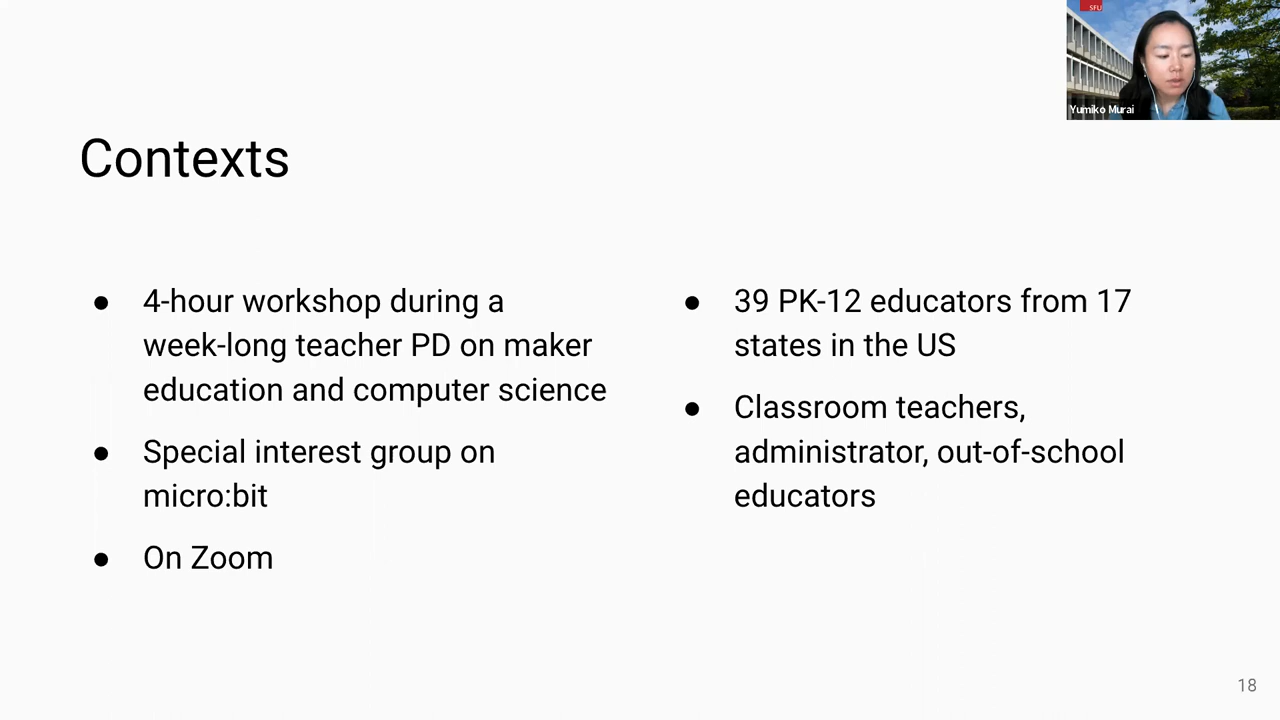 SFU
Yumiko Murai
Contexts
● 4-hour workshop during a
week-long teacher PD on maker
education and computer science
● Special interest group on
micro:bit
● On Zoom
● 39 PK-12 educators from 17
states in the US
● Classroom teachers,
administrator, out-of-school
educators
18